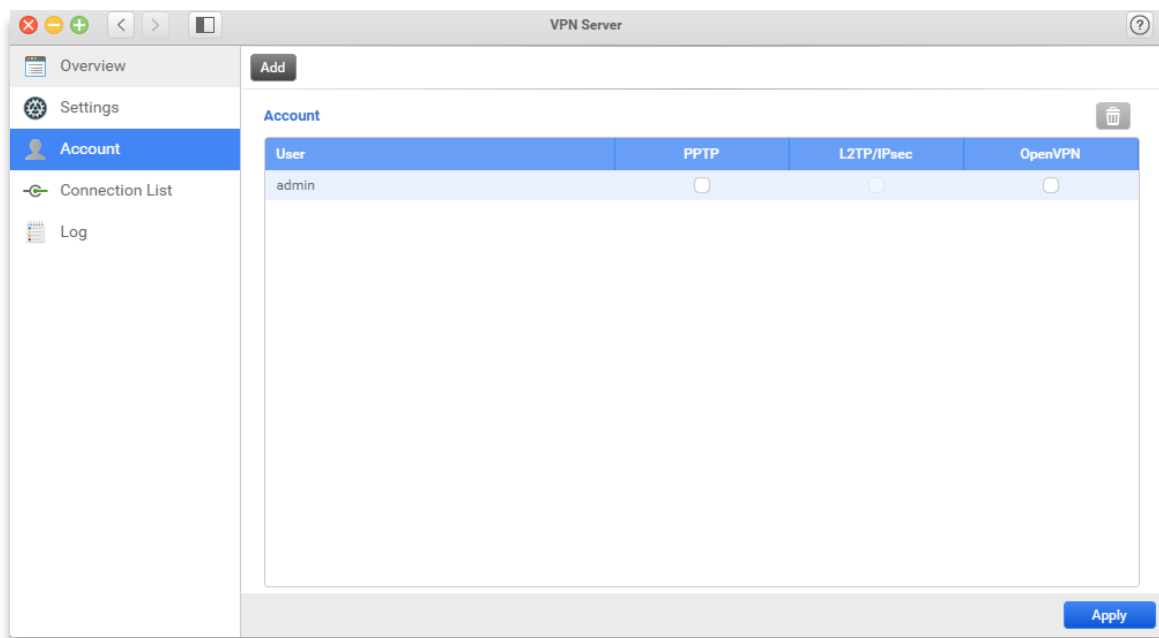 VPN Server
?
Overview
Settings
Account
Connection List
Log
Add
Account
User PPTP L2TP/IPsec OpenVPN
admin
Apply